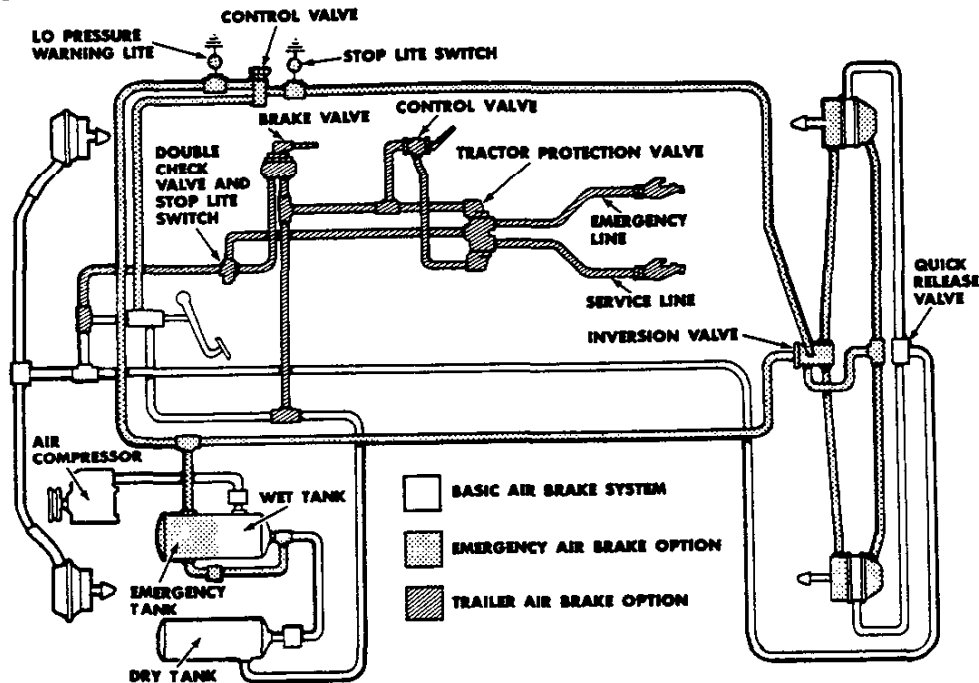 CONTROL VALVE
LO PRESSURE
WARNING LITE
STOP LITE SWITCH
BRAKE VALVE
CONTROL VALVE
DOUBLE
CHECK
VALVE AND
STOP LITE
SWITCH
TRACTOR PROTECTION VALVE
EMERGENCY
LINE
SERVICE LINE
QUICK
RELEASE
VALVE
INVERSION VALVE
AIR
COMPRESSOR
WET TANK
EMERGENCY
TANK
DRY TANK
BASIC AIR BRAKE SYSTEM
EMERGENCY AIR BRAKE OPTION
TRAILER AIR BRAKE OPTION